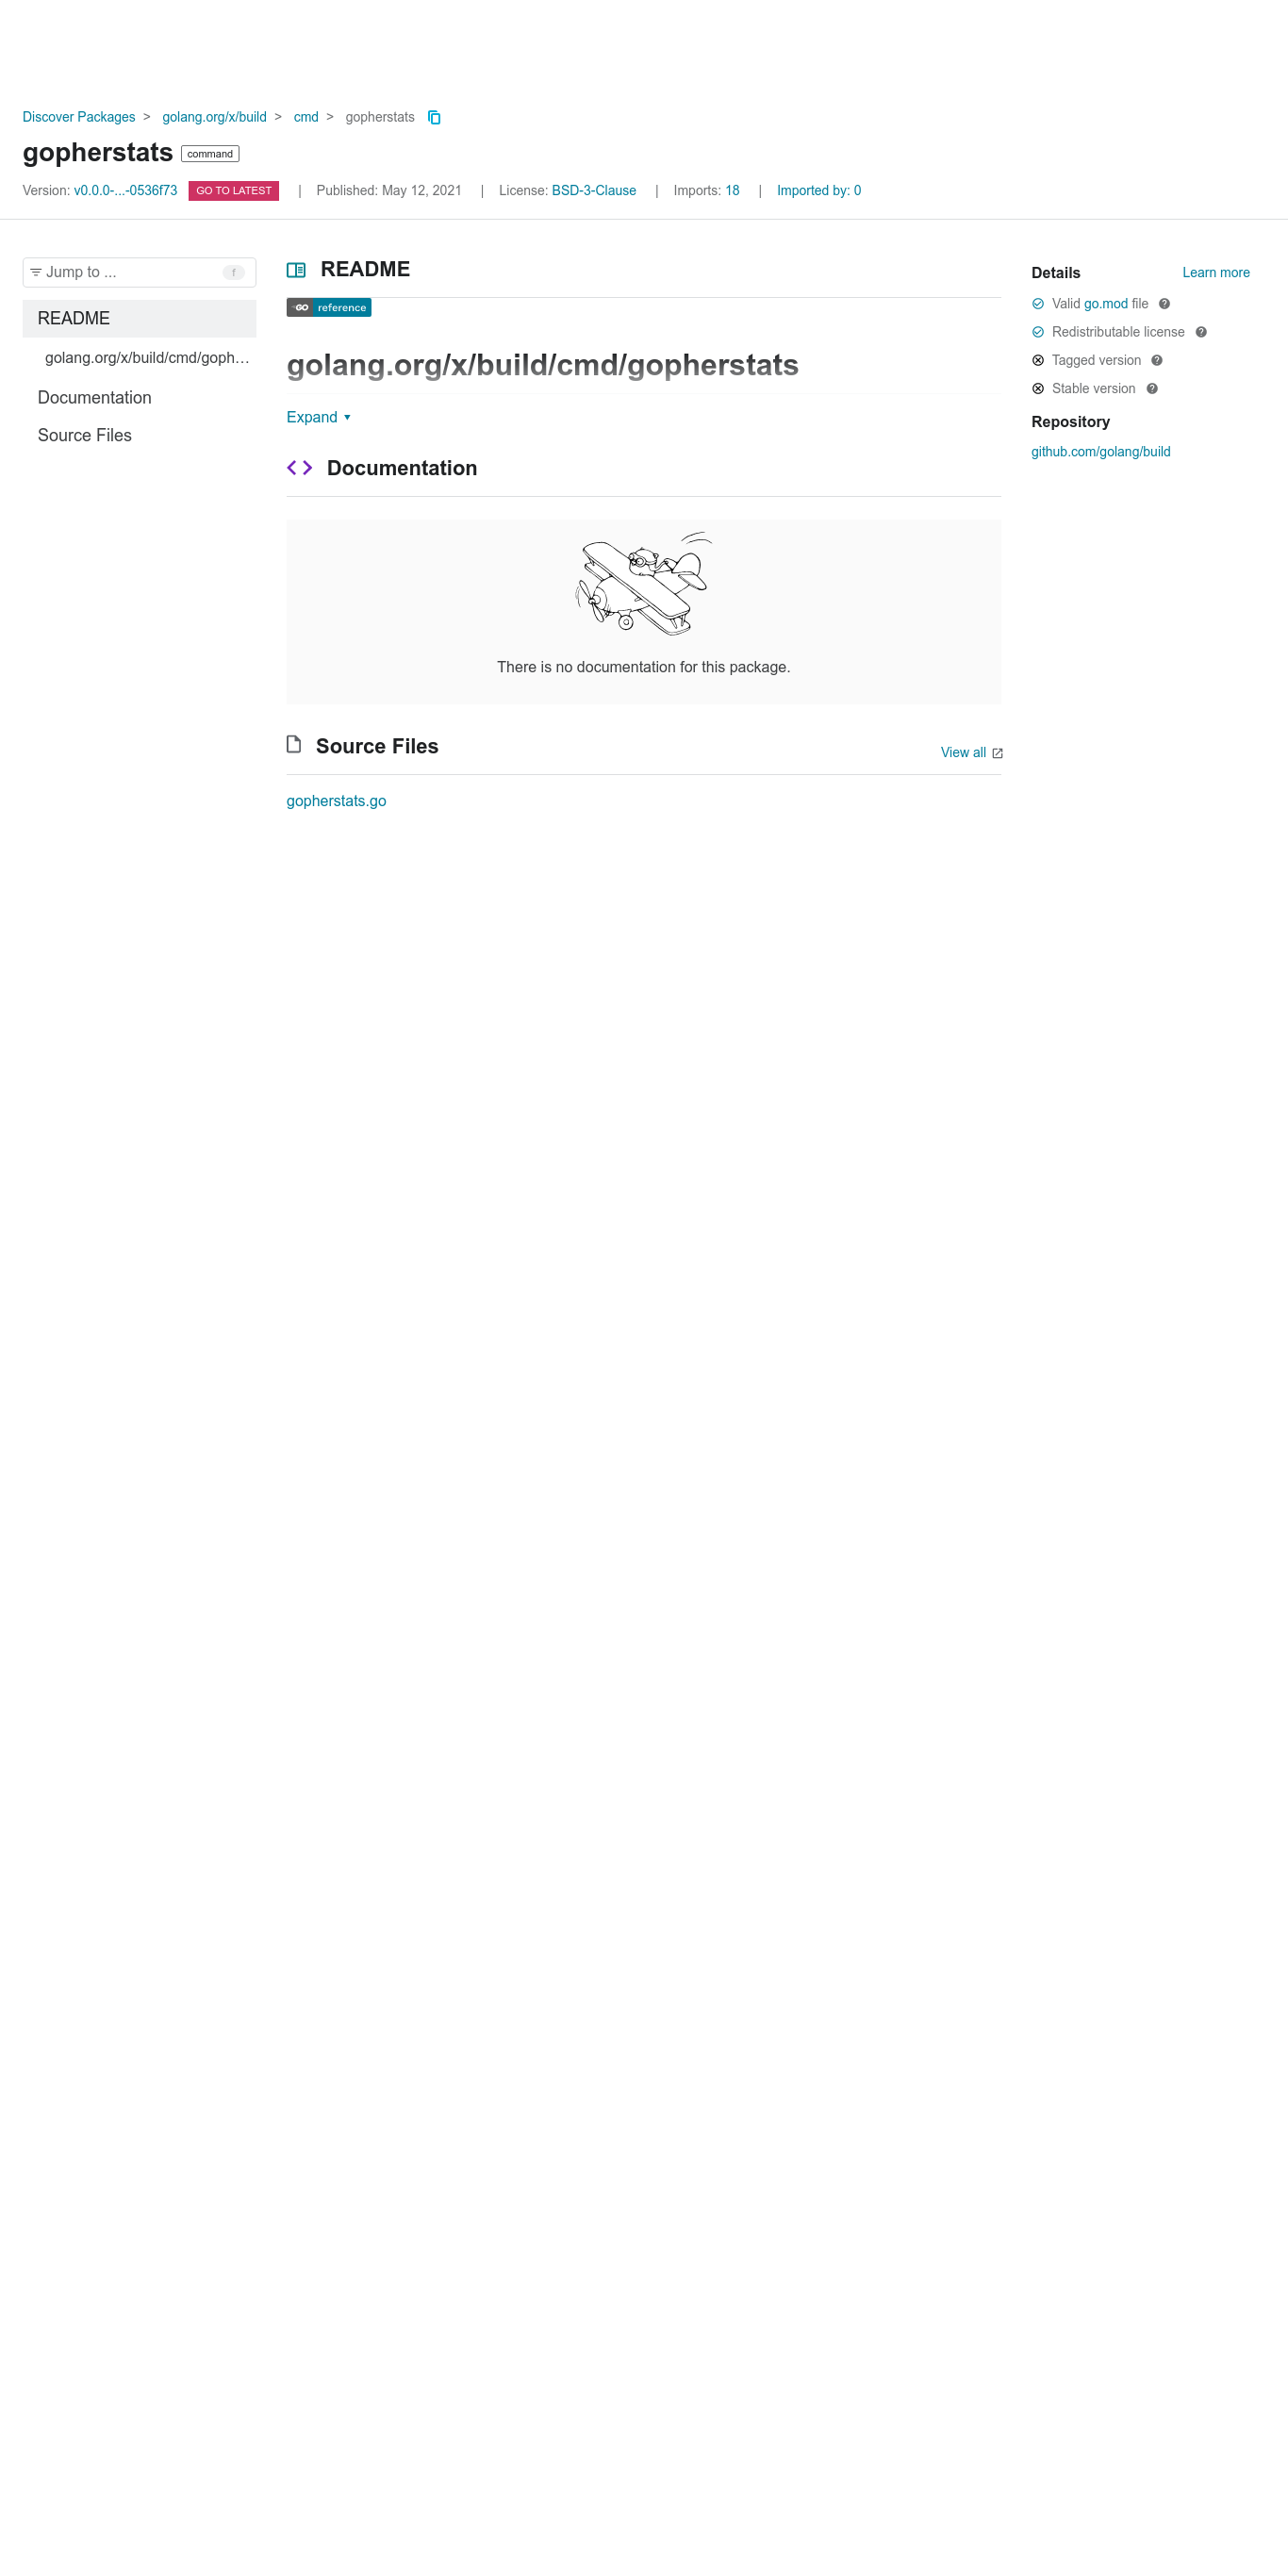 Discover Packages > golang.org/x/build > cmd > gopherstats
gopherstats command
Version: v0.0.0-...-0536f73 GO TO LATEST | Published: May 12, 2021 | License: BSD-3-Clause | Imports: 18 | Imported by: 0
Jump to ... f
README
golang.org/x/build/cmd/goph…
Documentation
Source Files
README
GO reference
golang.org/x/build/cmd/gopherstats
Expand
Documentation
There is no documentation for this package.
Source Files
View all
gopherstats.go
Details
Learn more
Valid go.mod file ?
Redistributable license ?
Tagged version ?
Stable version ?
Repository
github.com/golang/build